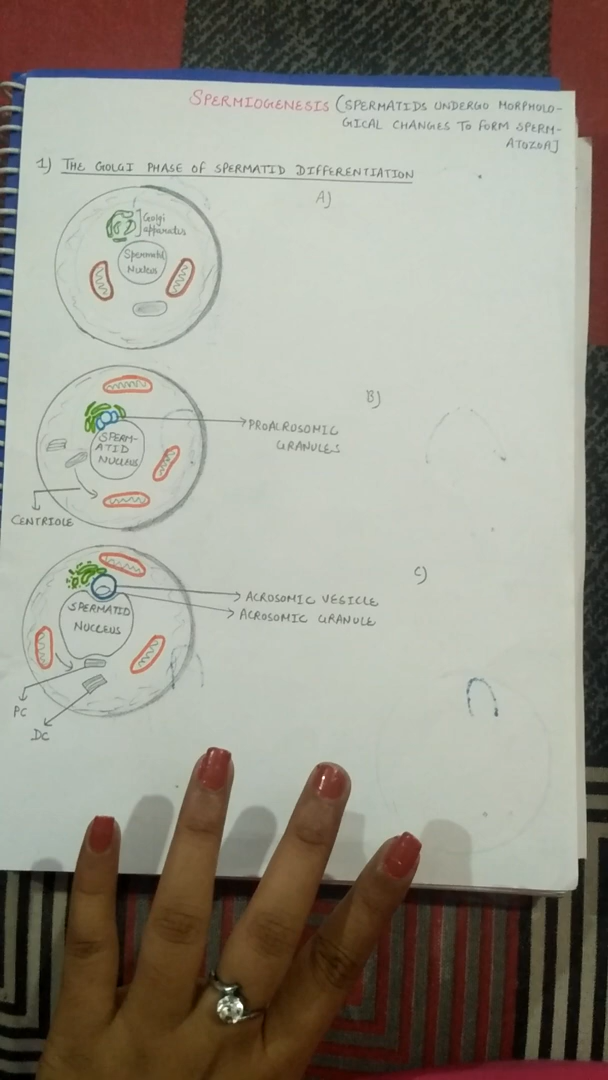 SPERMIOGENESIS (SPERMATIDS UNDERGO MORPHOLO-
GICAL CHANGES TO FORM SPERM-
ATOZOA]
1) THE GOLGI PHASE OF SPERMATID DIFFERENTIATION
A)
Golgi
apparatus
Spermatid
Nucleus
B)
PROACROSOMIC
GRANULES
SPERM-
ATID
NUCLEUS
CENTRIOLE
C)
ACROSOMIC VESICLE
ACROSOMIC GRANULE
SPERMATID
NUCLEUS
PC
DC